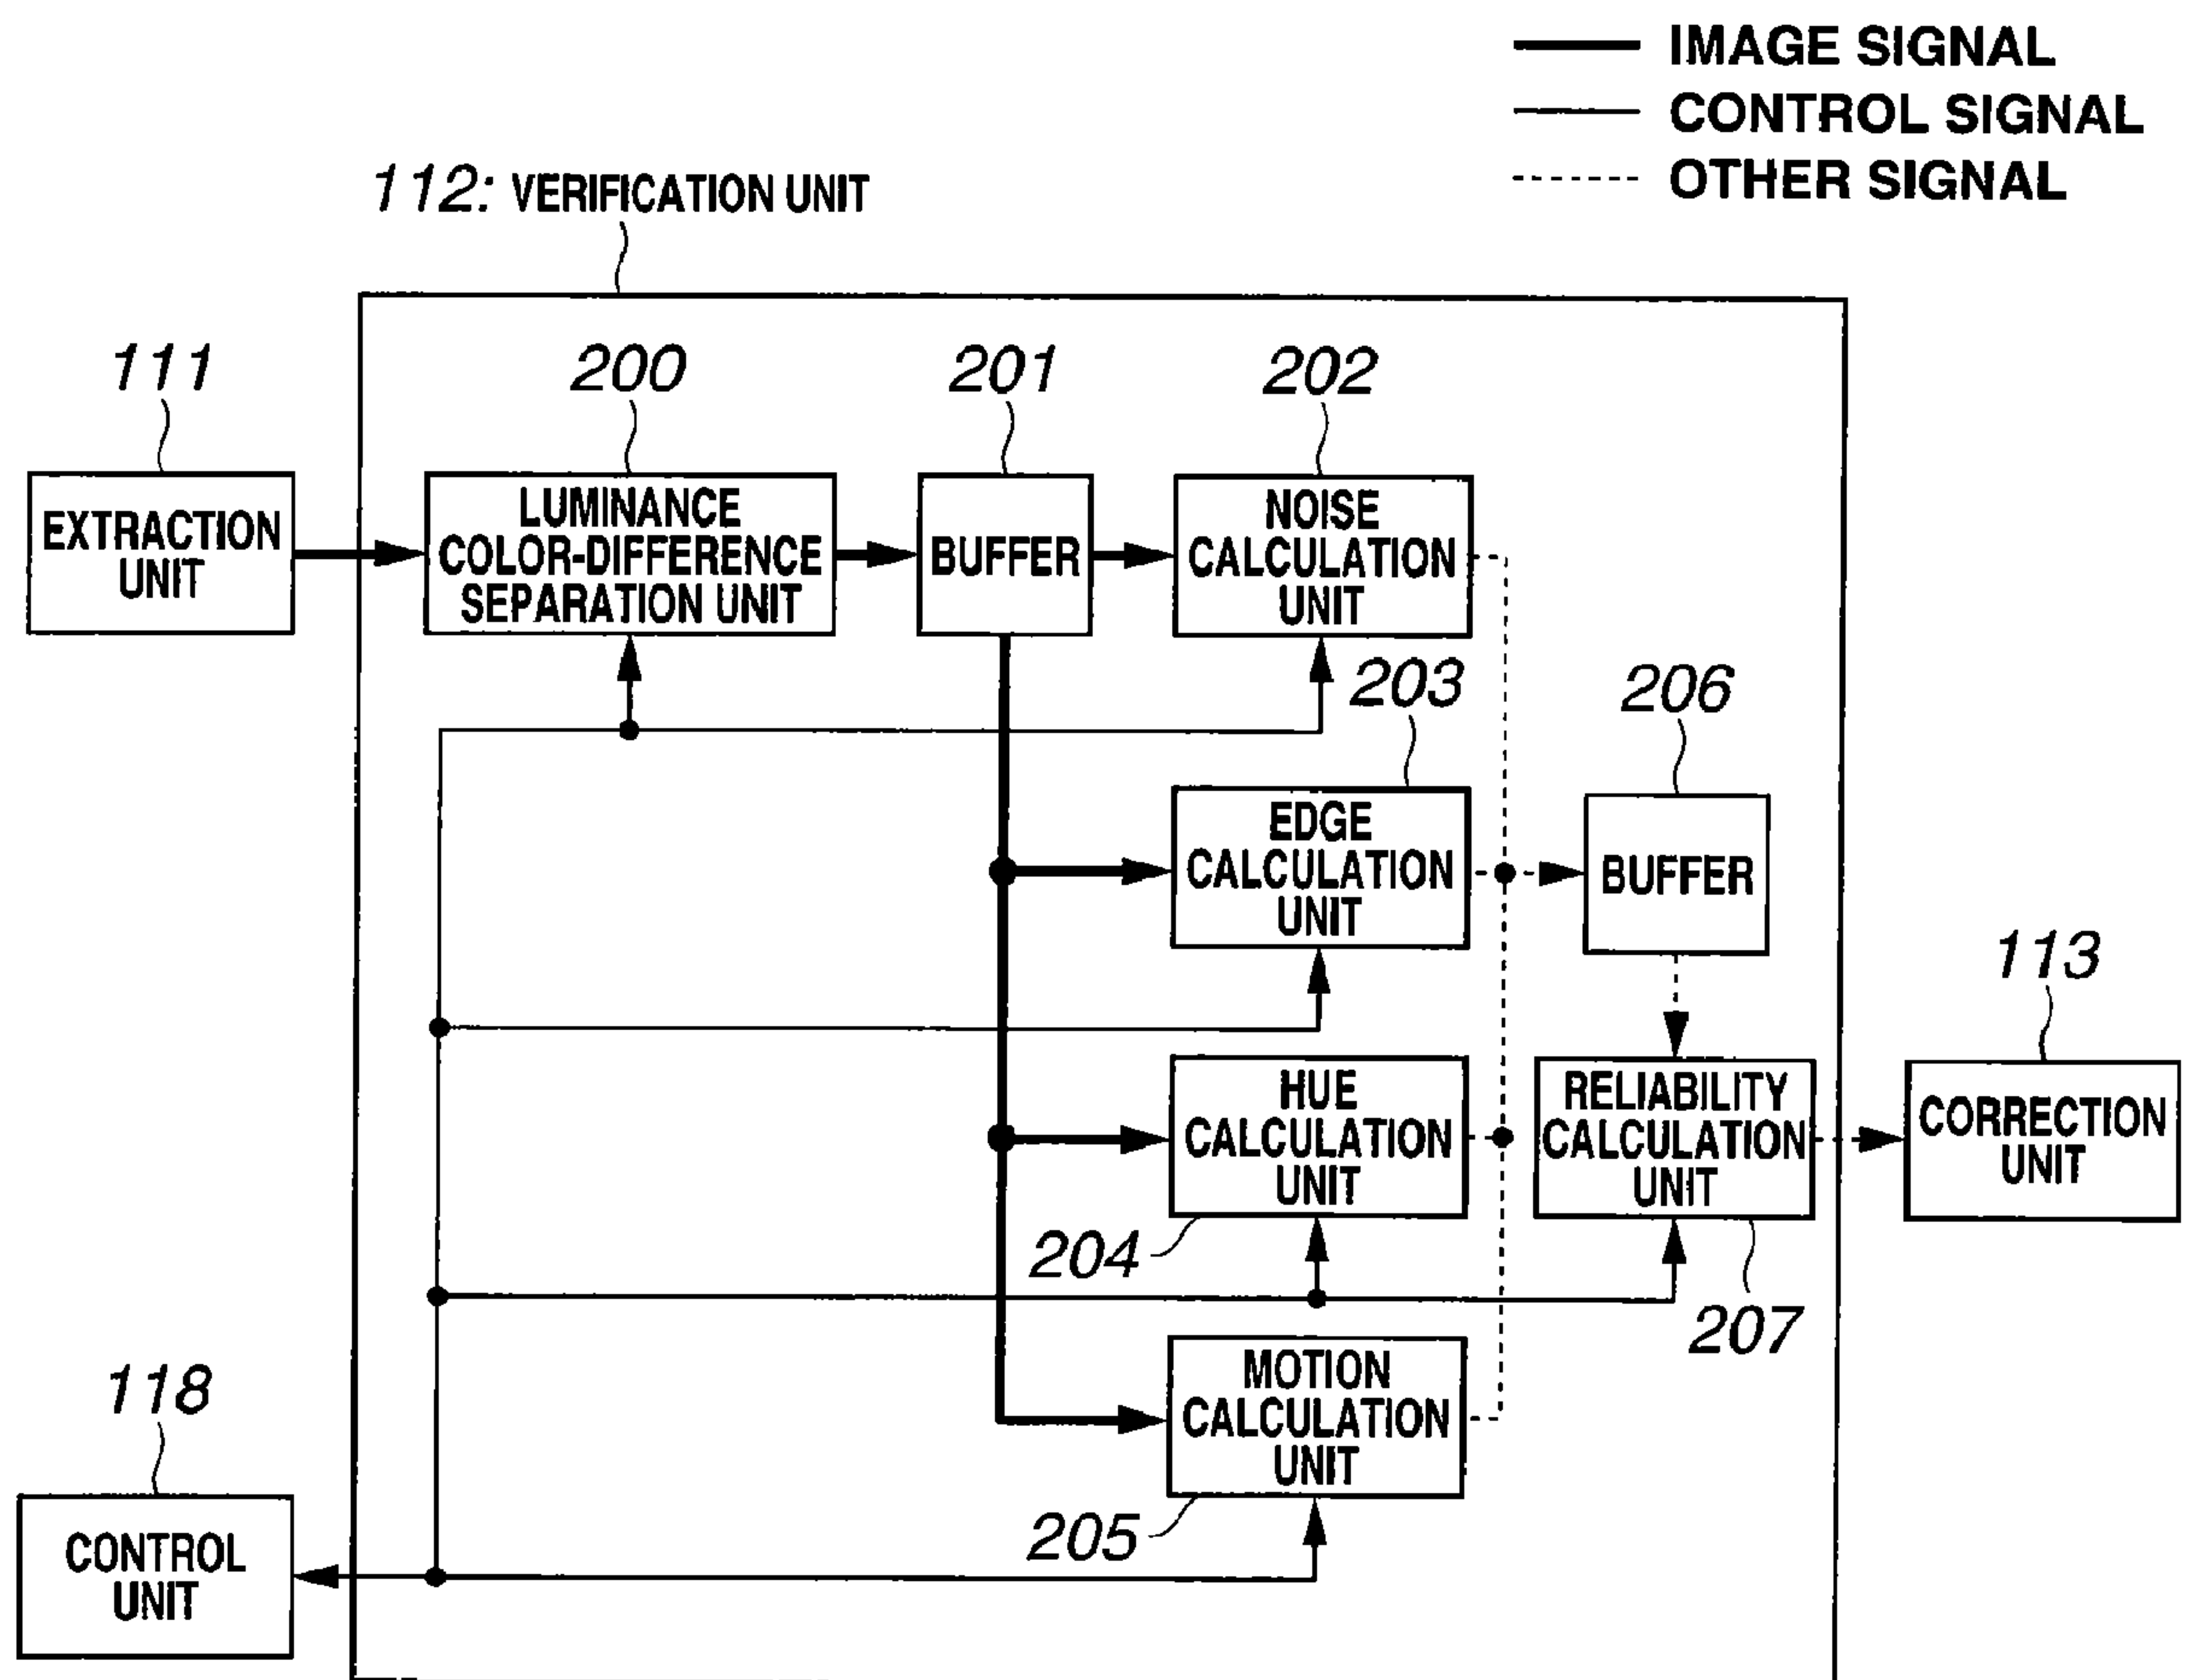 IMAGE SIGNAL
CONTROL SIGNAL
OTHER SIGNAL
112: VERIFICATION UNIT
111
200
201
202
EXTRACTION
UNIT
LUMINANCE
COLOR-DIFFERENCE
SEPARATION UNIT
BUFFER
NOISE
CALCULATION
UNIT
203
206
EDGE
CALCULATION
UNIT
BUFFER
113
HUE
CALCULATION
UNIT
RELIABILITY
CALCULATION
UNIT
CORRECTION
UNIT
204
207
118
MOTION
CALCULATION
UNIT
205
CONTROL
UNIT